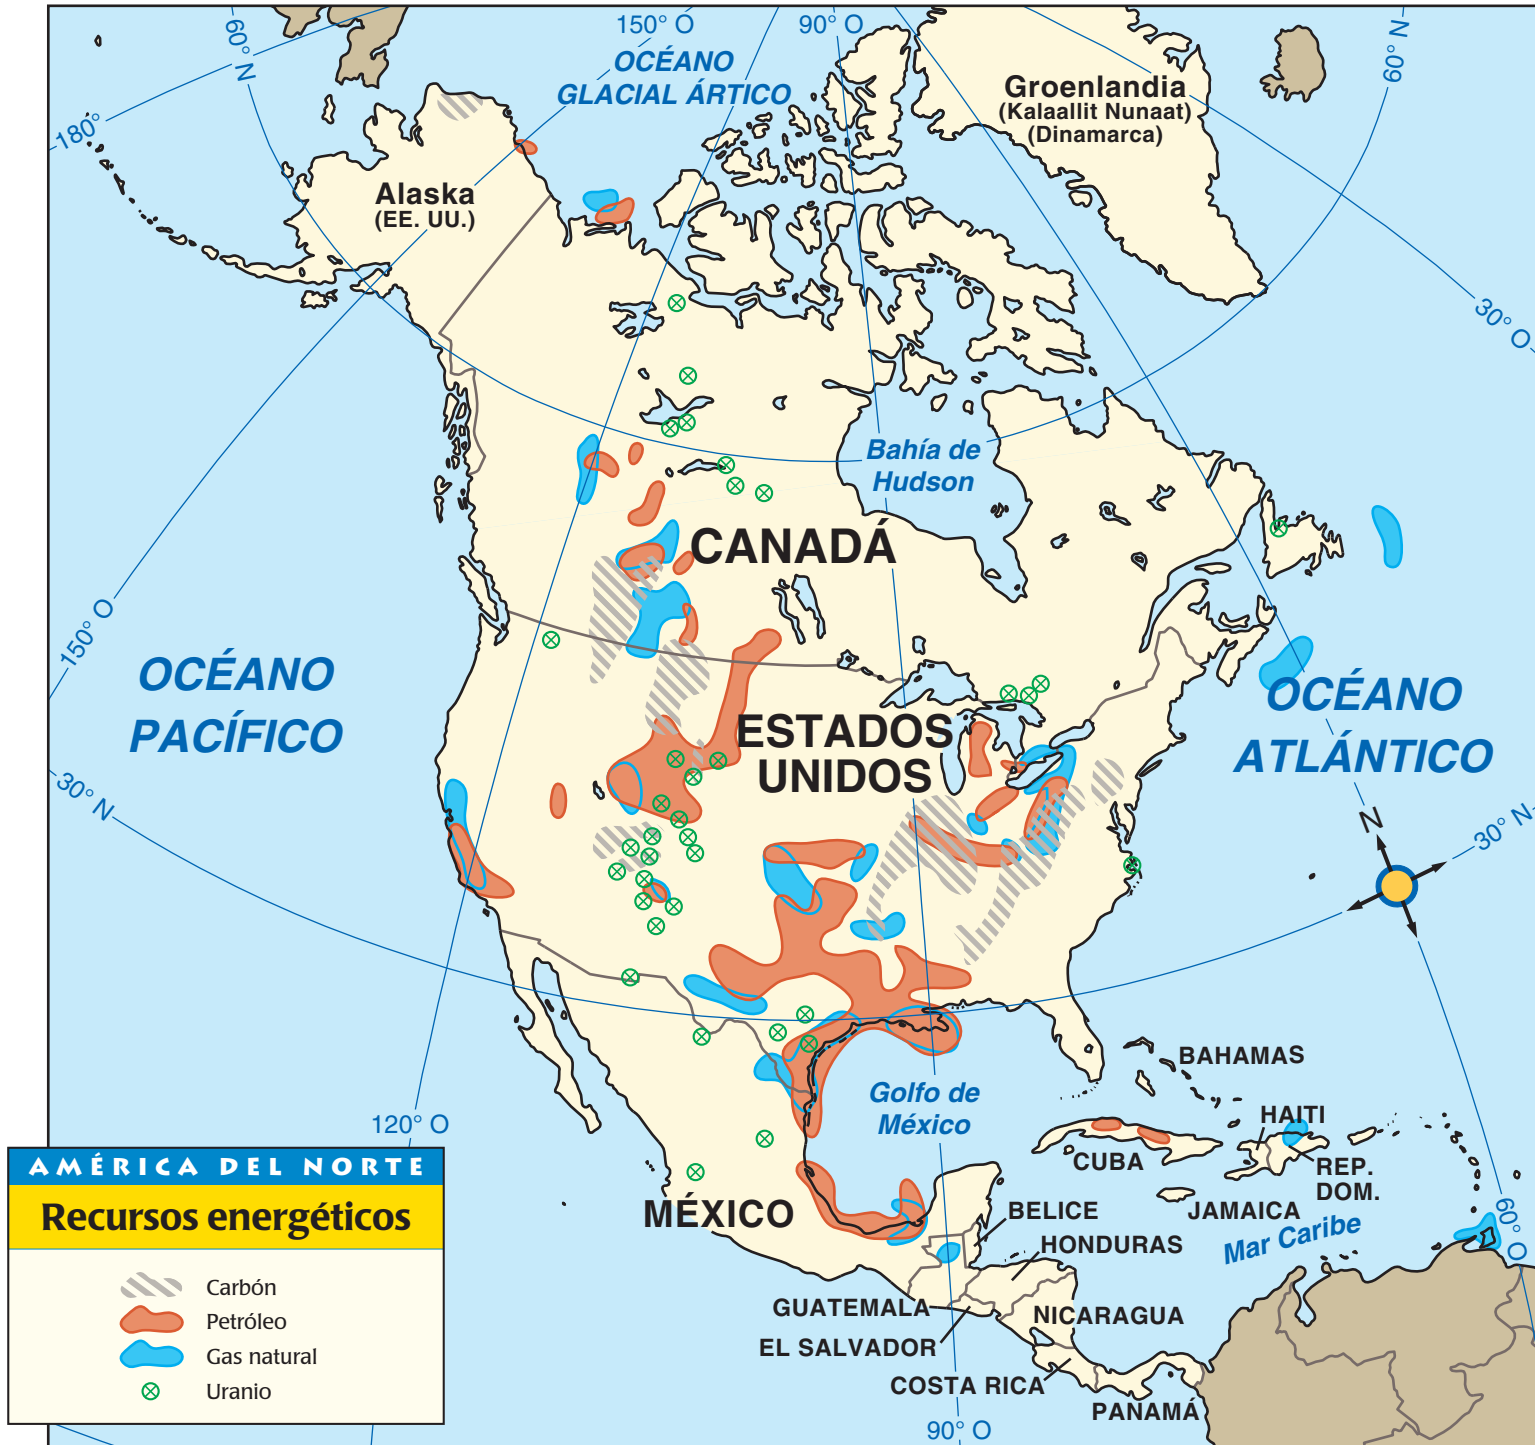 150° O
90° O
60° N
60° N
OCÉANO
GLACIAL ÁRTICO
Groenlandia
(Kalaallit Nunaat)
(Dinamarca)
180°
Alaska
(EE. UU.)
30° O
Bahía de
Hudson
CANADÁ
150° O
OCÉANO
PACÍFICO
ESTADOS
UNIDOS
OCÉANO
ATLÁNTICO
30° N
N
30° N
BAHAMAS
Golfo de
México
HAITI
120° O
CUBA
REP.
DOM.
MÉXICO
BELICE
JAMAICA
Mar Caribe
60° O
HONDURAS
GUATEMALA
NICARAGUA
EL SALVADOR
COSTA RICA
PANAMÁ
90° O
AMÉRICA DEL NORTE
Recursos energéticos
Carbón
Petróleo
Gas natural
Uranio